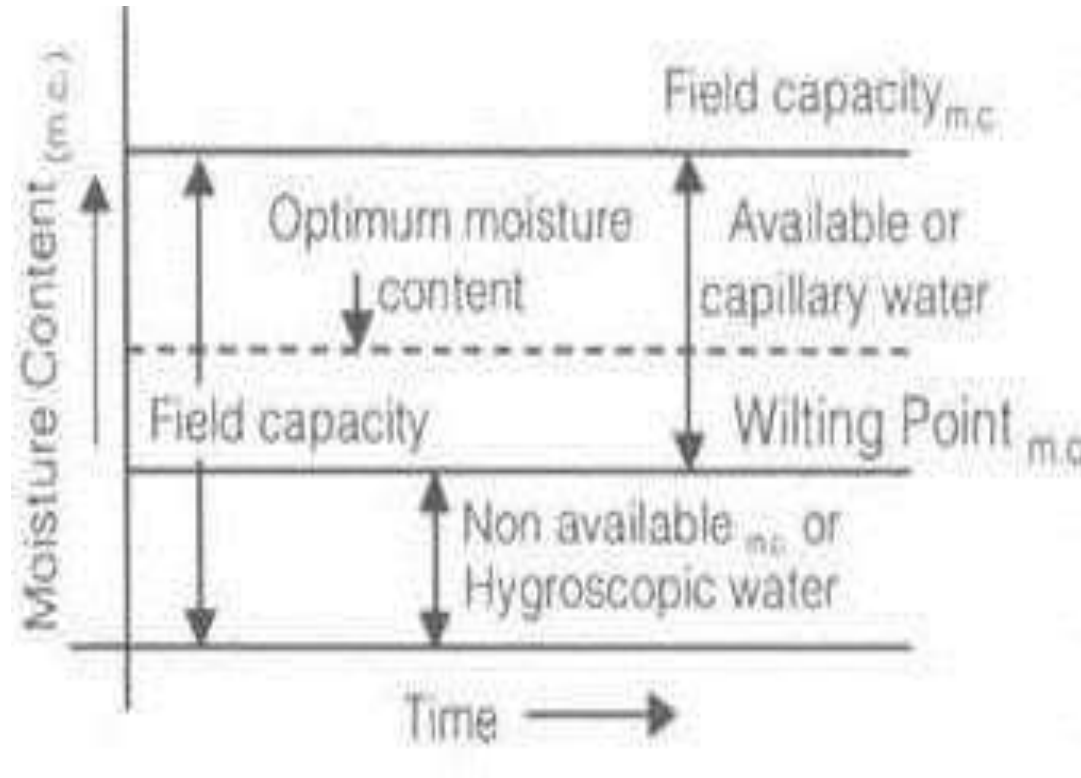 Field capacity m.c.
Moisture Content (m.c.)
Optimum moisture
content
Available or
capillary water
Field capacity
Wilting Point m.c
Non available m.c. or
Hygroscopic water
Time